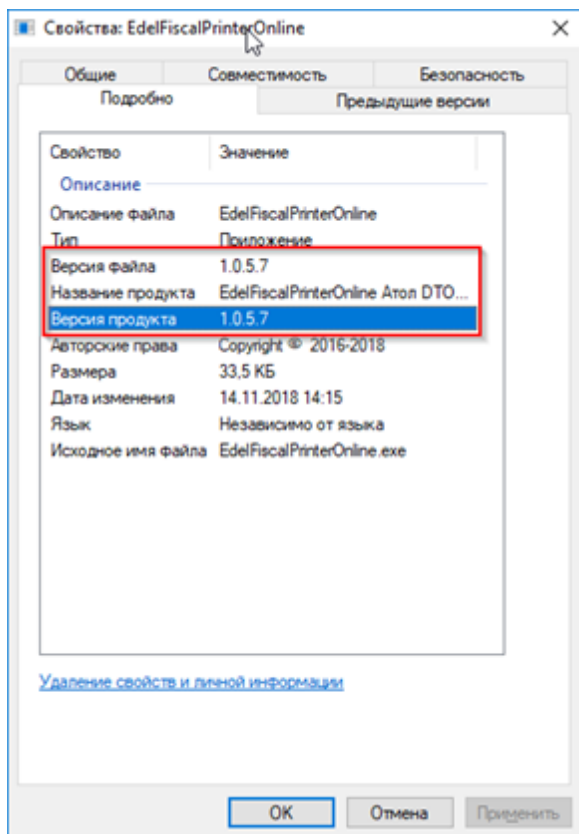 Свойства: EdelFiscalPrinterOnline
Общие Совместимость Безопасность
Подробно Предыдущие версии
Свойство Значение
Описание
Описание файла EdelFiscalPrinterOnline
Тип Приложение
Версия файла 1.0.5.7
Название продукта EdelFiscalPrinterOnline Атол DTO...
Версия продукта 1.0.5.7
Авторские права Copyright © 2016-2018
Размера 33,5 КБ
Дата изменения 14.11.2018 14:15
Язык Независимо от языка
Исходное имя файла EdelFiscalPrinterOnline.exe
Удаление свойств и личной информации
OK Отмена Применить